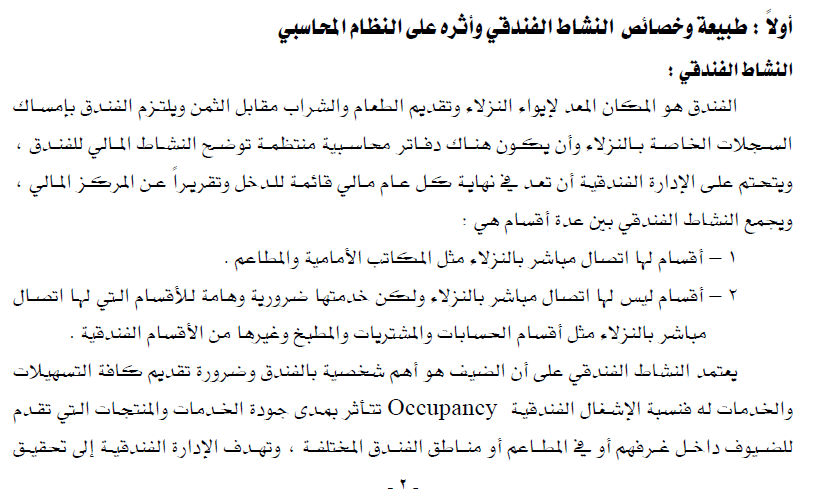 أولاً : طبيعة وخصائص النشاط الفندقي وأثره على النظام المحاسبي
النشاط الفندقي :
الفندق هو المكان المعد لإيواء النزلاء وتقديم الطعام والشراب مقابل الثمن ويلتزم الفندق بإمساك
السجلات الخاصة بالنزلاء وأن يكون هناك دفاتر محاسبية منتظمة توضح النشاط المالي للفندق ،
ويتحتم على الإدارة الفندقية أن تعد في نهاية كل عام مالي قائمة للدخل وتقريراً عن المركز المالي ،
ويجمع النشاط الفندقي بين عدة أقسام هي :
١ – أقسام لها اتصال مباشر بالنزلاء مثل المكاتب الأمامية والمطاعم .
٢ – أقسام ليس لها اتصال مباشر بالنزلاء ولكن خدمتها ضرورية وهامة للأقسام التي لها اتصال
مباشر بالنزلاء مثل أقسام الحسابات والمشتريات والمطبخ وغيرها من الأقسام الفندقية .
يعتمد النشاط الفندقي على أن الضيف هو أهم شخصية بالفندق وضرورة تقديم كافة التسهيلات
والخدمات له فنسبة الإشغال الفندقية Occupancy تتأثر بمدى جودة الخدمات والمنتجات التي تقدم
للضيوف داخل غرفهم أو في المطاعم أو مناطق الفندق المختلفة ، وتهدف الإدارة الفندقية إلى تحقيق
- ٢ -